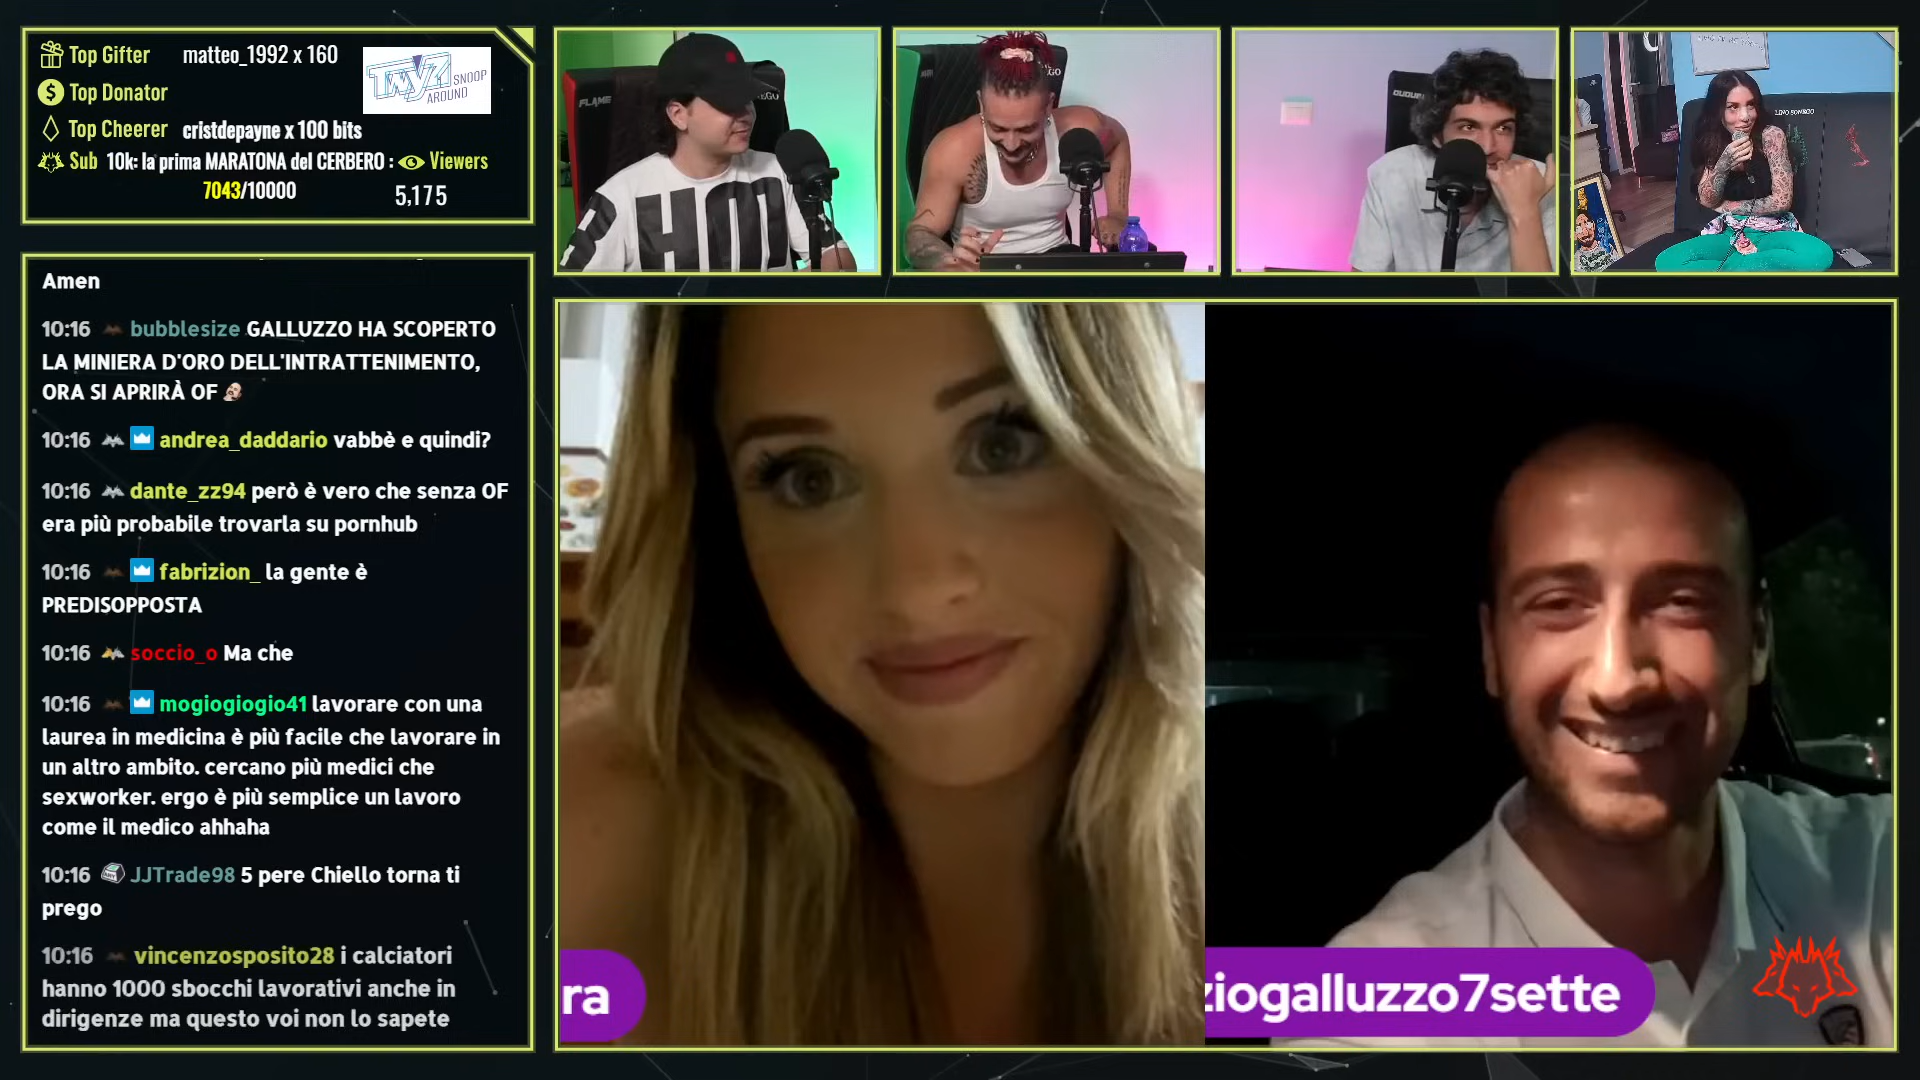 Top Gifter matteo_1992 x 160
Top Donator
Top Cheerer cristdepayne x 100 bits
Sub 10k: la prima MARATONA del CERBERO : Viewers
7043/10000 5,175
TWYZ SNOOP
AROUND
Amen
10:16 bubblesize GALLUZZO HA SCOPERTO
LA MINIERA D'ORO DELL'INTRATTENIMENTO,
ORA SI APRIRÀ OF
10:16 andrea_daddario vabbè e quindi?
10:16 dante_zz94 però è vero che senza OF
era più probabile trovarla su pornhub
10:16 fabrizion_ la gente è
PREDISOPPOSTA
10:16 soccio_o Ma che
10:16 mogiogiogio41 lavorare con una
laurea in medicina è più facile che lavorare in
un altro ambito. cercano più medici che
sexworker. ergo è più semplice un lavoro
come il medico ahhaha
10:16 JJTrade98 5 pere Chiello torna ti
prego
10:16 vincenzosposito28 i calciatori
hanno 1000 sbocchi lavorativi anche in
dirigenze ma questo voi non lo sapete
FLAME
ra
ziogalluzzo7sette